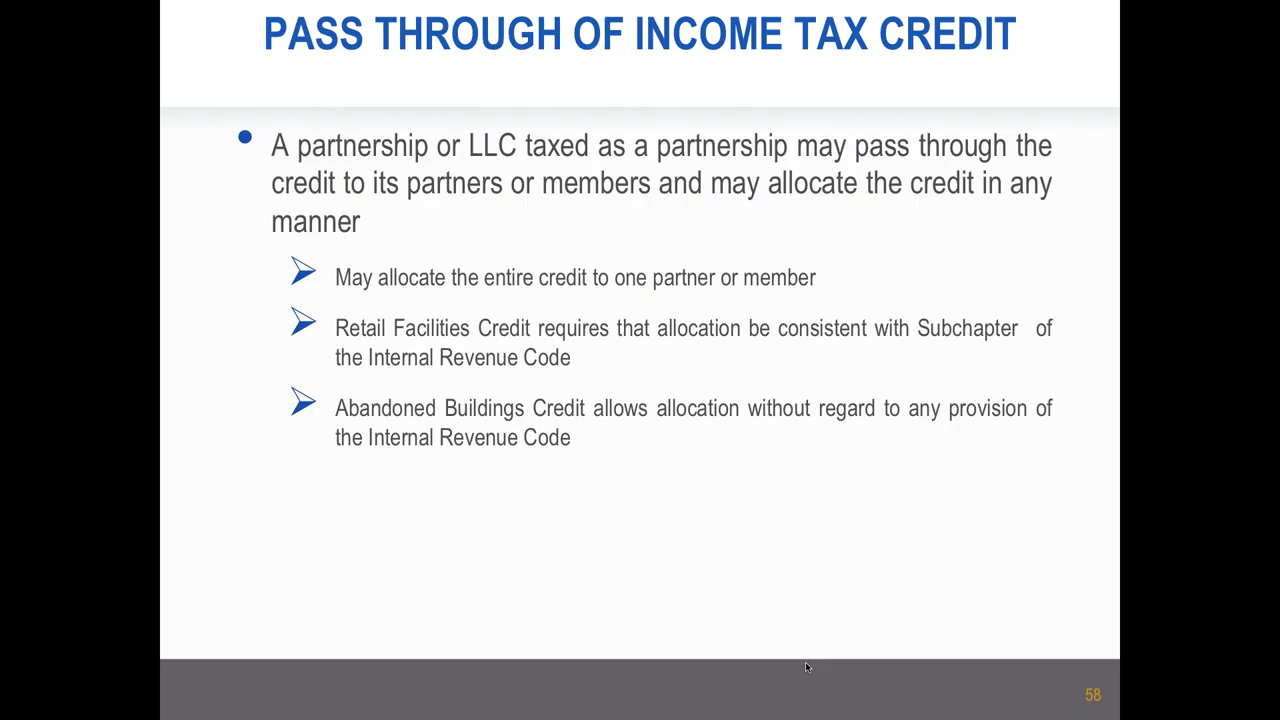 PASS THROUGH OF INCOME TAX CREDIT
A partnership or LLC taxed as a partnership may pass through the
credit to its partners or members and may allocate the credit in any
manner
May allocate the entire credit to one partner or member
Retail Facilities Credit requires that allocation be consistent with Subchapter of
the Internal Revenue Code
Abandoned Buildings Credit allows allocation without regard to any provision of
the Internal Revenue Code
58